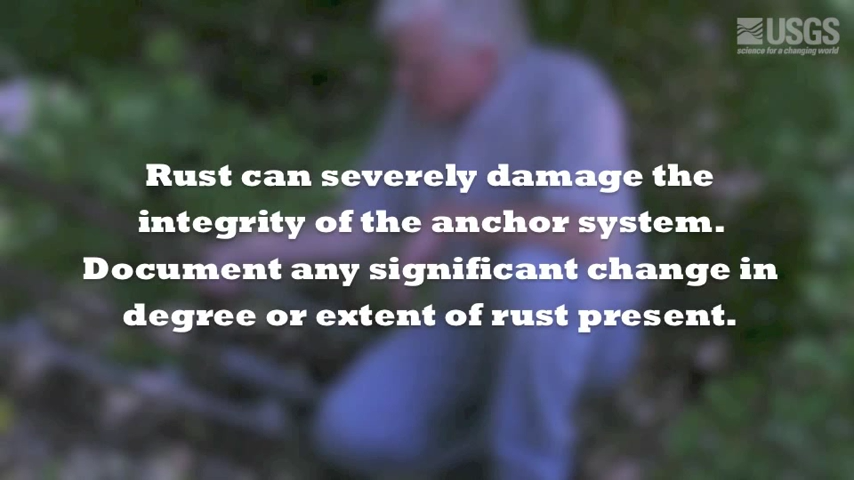 USGS
science for a changing world
Rust can severely damage the
integrity of the anchor system.
Document any significant change in
degree or extent of rust present.